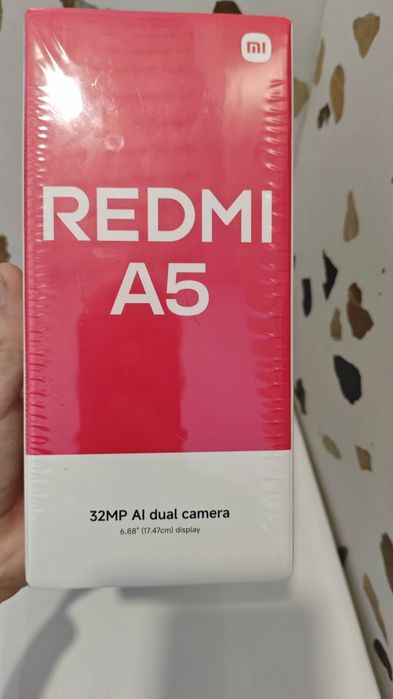 mi
REDMI
A5
32MP AI dual camera
6.88" (17.47cm) display